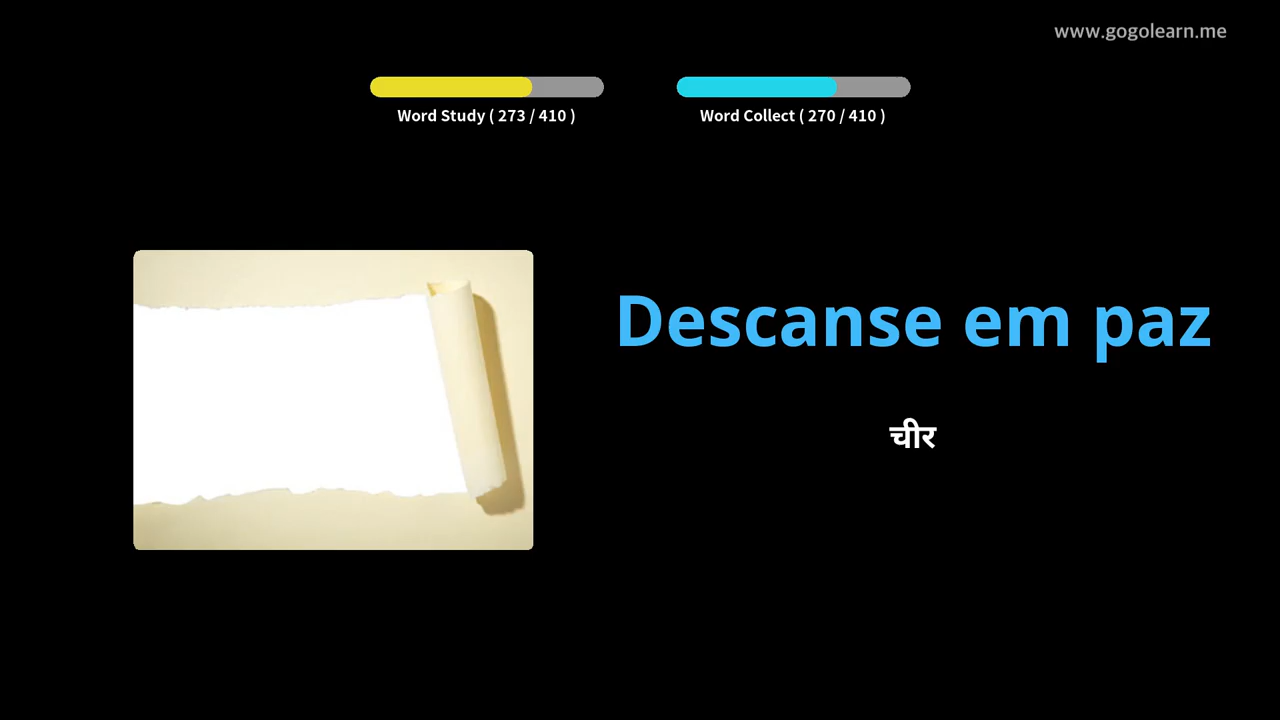 www.gogolearn.me
Word Study ( 273 / 410 )
Word Collect ( 270 / 410 )
Descanse em paz
चीर